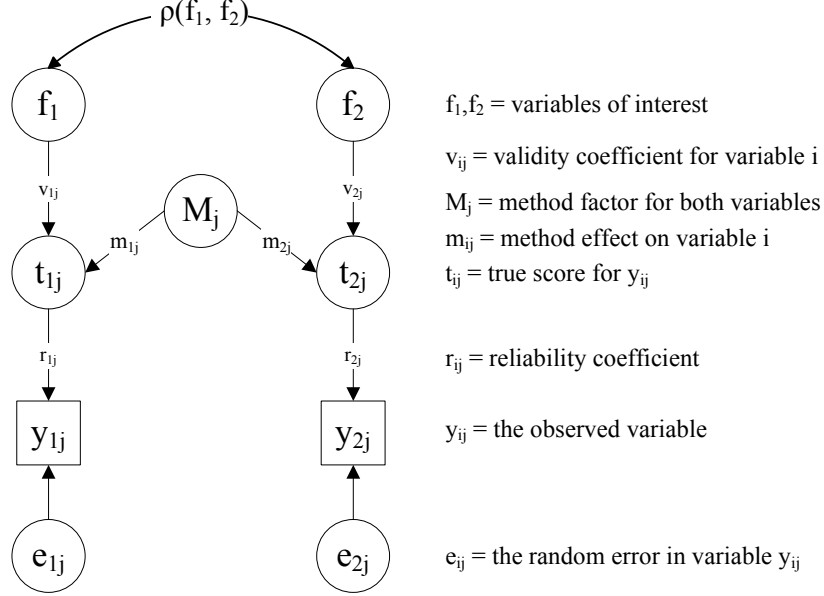 ρ(f₁, f₂)
f₁ f₂ f₁,f₂ = variables of interest
v₁ⱼ v₂ⱼ vᵢⱼ = validity coefficient for variable i
Mⱼ Mⱼ = method factor for both variables
m₁ⱼ m₂ⱼ mᵢⱼ = method effect on variable i
t₁ⱼ t₂ⱼ tᵢⱼ = true score for yᵢⱼ
r₁ⱼ r₂ⱼ rᵢⱼ = reliability coefficient
y₁ⱼ y₂ⱼ yᵢⱼ = the observed variable
e₁ⱼ e₂ⱼ eᵢⱼ = the random error in variable yᵢⱼ